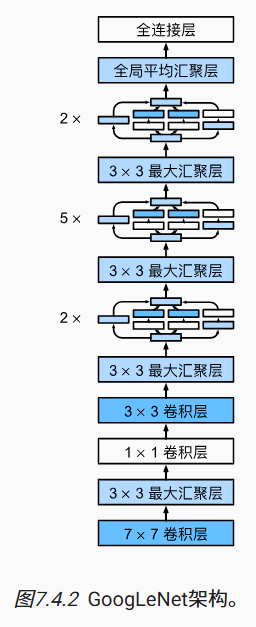 全连接层
全局平均汇聚层
2 ×
3 × 3 最大汇聚层
5 ×
3 × 3 最大汇聚层
2 ×
3 × 3 最大汇聚层
3 × 3 卷积层
1 × 1 卷积层
3 × 3 最大汇聚层
7 × 7 卷积层
图7.4.2 GoogLeNet架构。